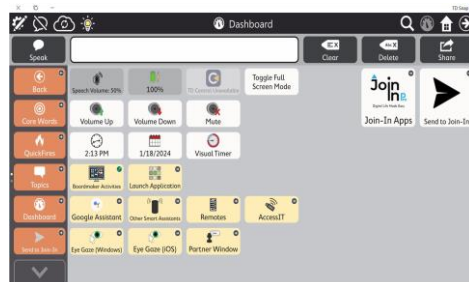 TD Snap
Dashboard
Speak
Clear
Delete
Share
Back
Speech Volume: 50%
100%
Toggle Full
Screen Mode
Join
In
Join-In Apps
Send to Join-In
Core Words
Volume Up
Volume Down
Mute
QuickFires
2:13 PM
1/18/2024
Visual Timer
Topics
Boardmaker Activities
Launch Application
Dashboard
Google Assistant
Other Smart Assistants
Remotes
AccessIT
Send to Join-In
Eye Gaze (Windows)
Eye Gaze (iOS)
Partner Window